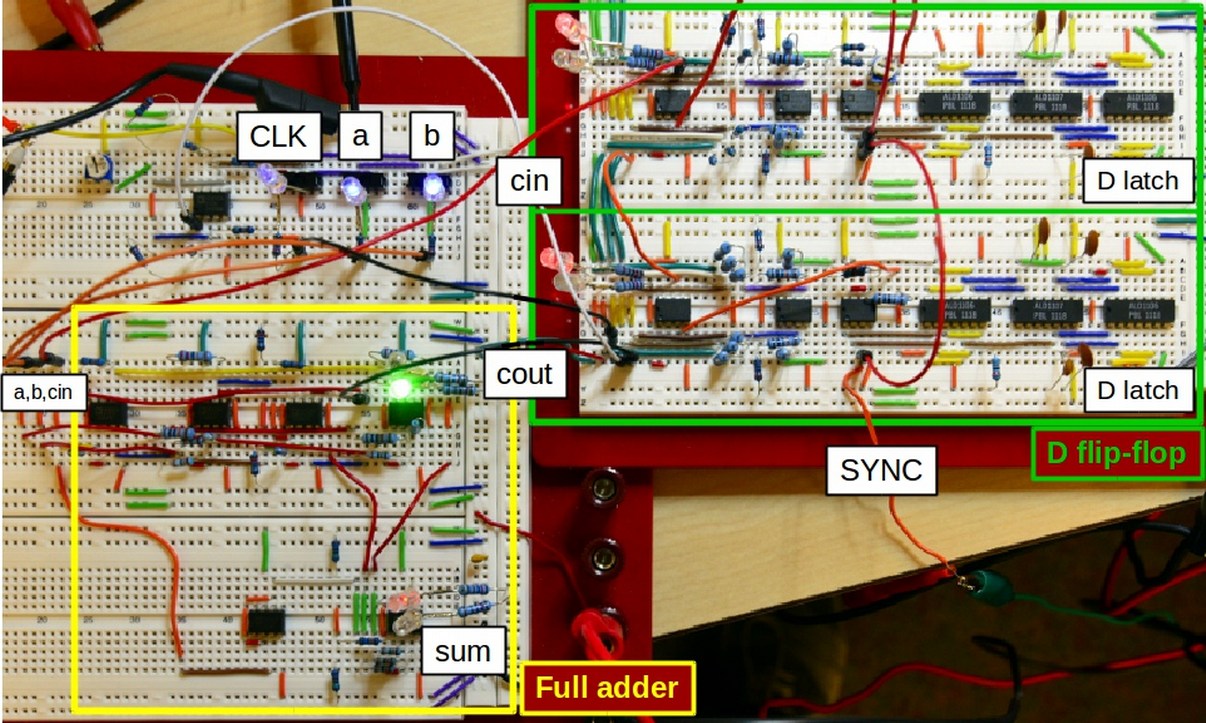 CLK
a
b
cin
D latch
a,b,cin
cout
D latch
D flip-flop
SYNC
sum
Full adder